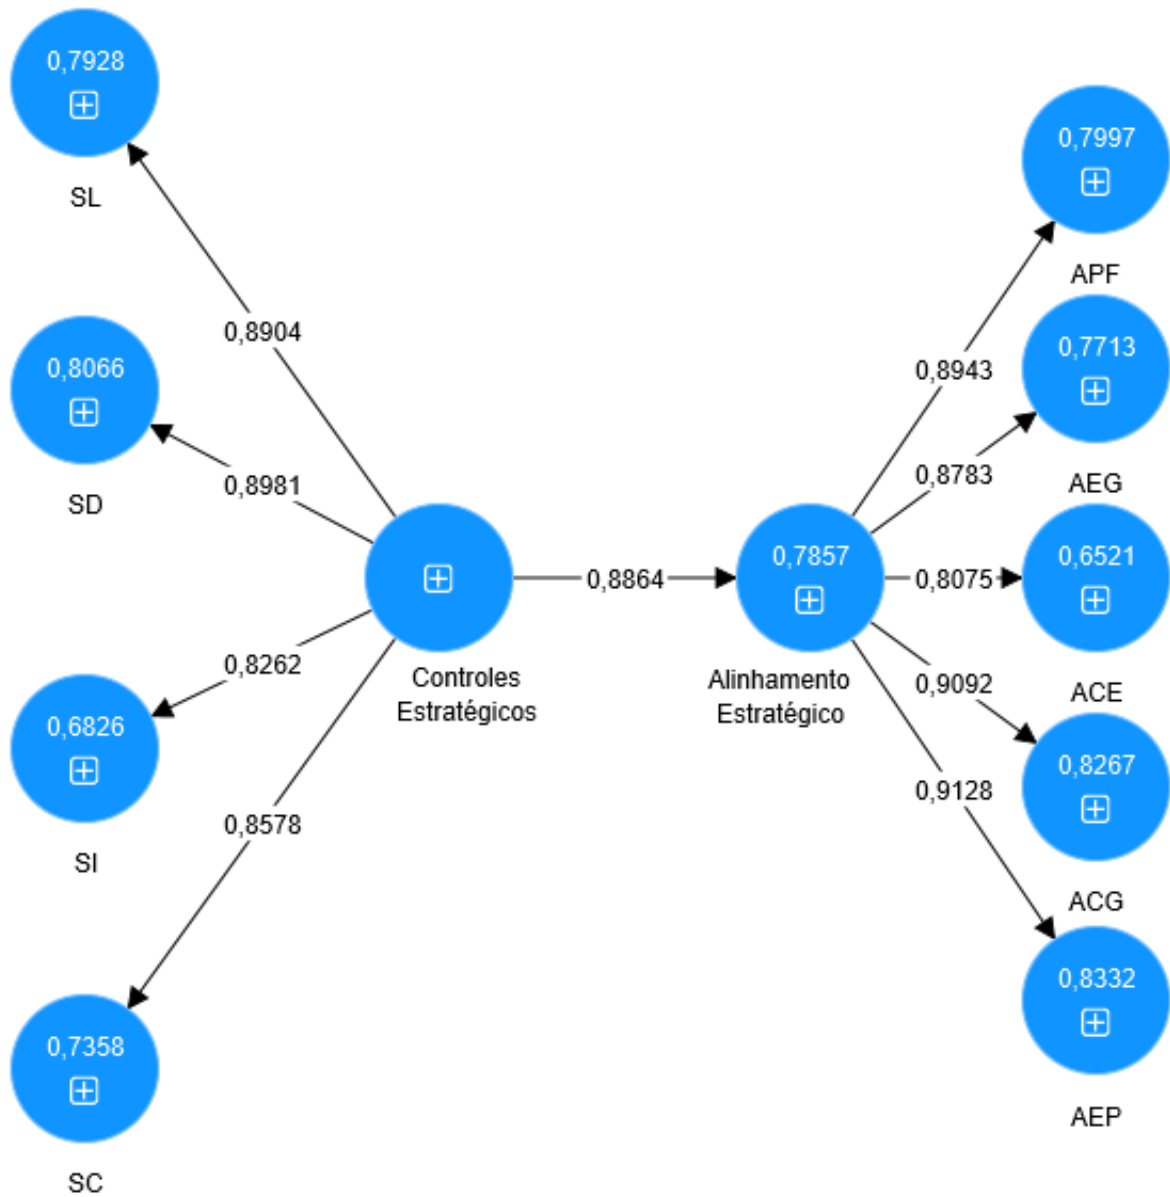 0,7928
SL
0,8066
SD
0,6826
SI
0,7358
SC
0,8904
0,8981
0,8262
0,8578
Controles
Estratégicos
0,8864
0,7857
Alinhamento
Estratégico
0,8943
0,8783
0,8075
0,9092
0,9128
0,7997
APF
0,7713
AEG
0,6521
ACE
0,8267
ACG
0,8332
AEP